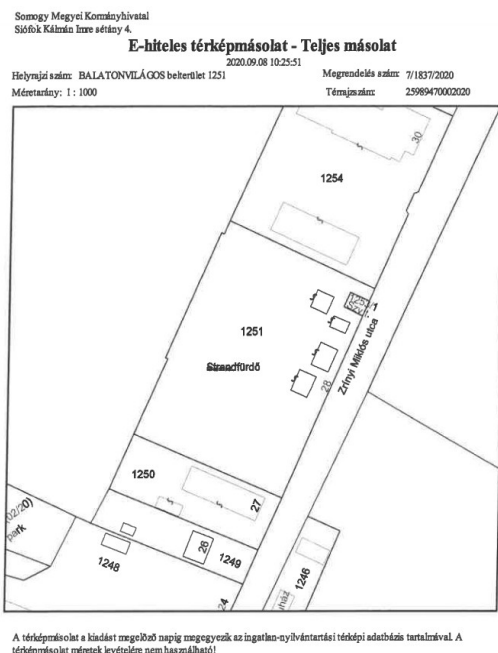 Somogy Megyei Kormányhivatal
Siófok Kálmán Imre sétány 4.
E-hiteles térképmásolat - Teljes másolat
2020.09.08 10:25:51
Helyrajzi szám: BALATONVILÁGOS belterület 1251
Megrendelés szám: 7/1837/2020
Méretarány: 1 : 1000
Térrajzszám: 25989470002020
30
1254
1251
Strandfürdő
Zrínyi Miklós utca
28
1250
27
(02/20)
park
1248
26
1249
1246
24
A térképmásolat a kiadást megelőző napig megegyezik az ingatlan-nyilvántartási térképi adatbázis tartalmával. A
térképmásolat méretek levételére nem használható!